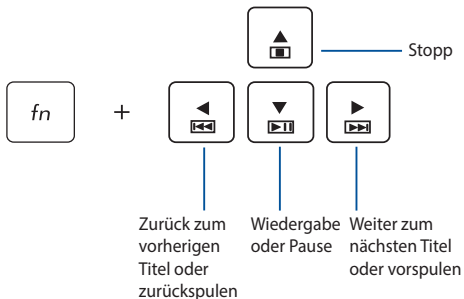 Stopp
fn +
Zurück zum
vorherigen
Titel oder
zurückspulen
Wiedergabe
oder Pause
Weiter zum
nächsten Titel
oder vorspulen